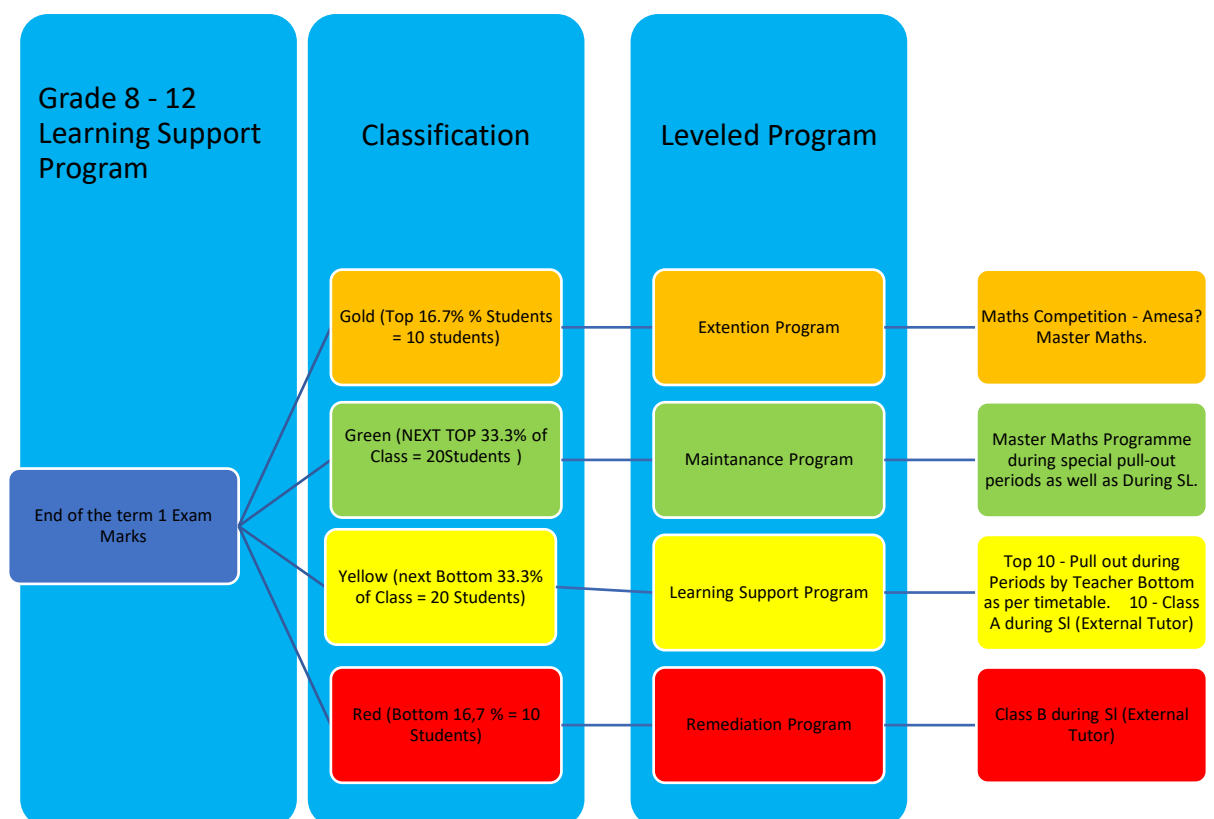 Grade 8 - 12
Learning Support
Program
Classification
Leveled Program
End of the term 1 Exam
Marks
Gold (Top 16.7% % Students
= 10 students)
Extention Program
Maths Competition - Amesa?
Master Maths.
Green (NEXT TOP 33.3% of
Class = 20Students )
Maintanance Program
Master Maths Programme
during special pull-out
periods as well as During SL.
Yellow (next Bottom 33.3%
of Class = 20 Students)
Learning Support Program
Top 10 - Pull out during
Periods by Teacher Bottom
as per timetable. 10 - Class
A during Sl (External Tutor)
Red (Bottom 16,7 % = 10
Students)
Remediation Program
Class B during Sl (External
Tutor)